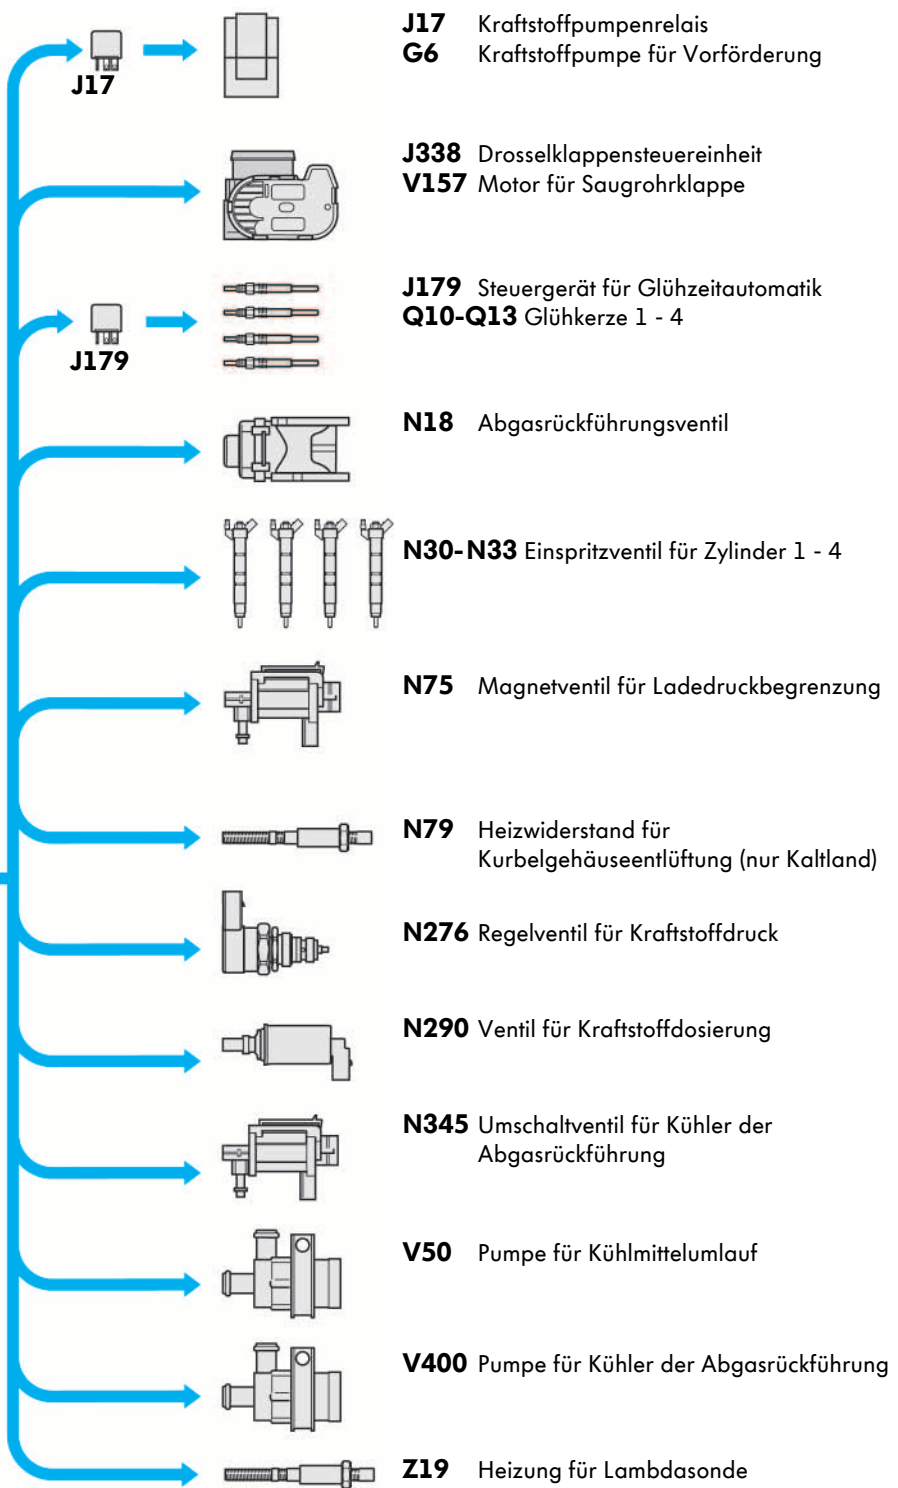 J17 Kraftstoffpumpenrelais
G6 Kraftstoffpumpe für Vorförderung
J17
J338 Drosselklappensteuereinheit
V157 Motor für Saugrohrklappe
J179 Steuergerät für Glühzeitautomatik
Q10-Q13 Glühkerze 1 - 4
J179
N18 Abgasrückführungsventil
N30-N33 Einspritzventil für Zylinder 1 - 4
N75 Magnetventil für Ladedruckbegrenzung
N79 Heizwiderstand für
Kurbelgehäuseentlüftung (nur Kaltland)
N276 Regelventil für Kraftstoffdruck
N290 Ventil für Kraftstoffdosierung
N345 Umschaltventil für Kühler der
Abgasrückführung
V50 Pumpe für Kühlmittelumlauf
V400 Pumpe für Kühler der Abgasrückführung
Z19 Heizung für Lambdasonde